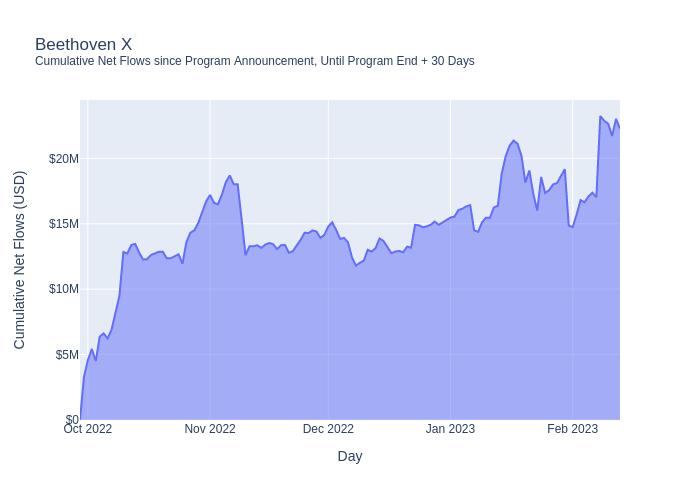 Beethoven X
Cumulative Net Flows since Program Announcement, Until Program End + 30 Days
Cumulative Net Flows (USD)
$20M
$15M
$10M
$5M
$0
Oct 2022 Nov 2022 Dec 2022 Jan 2023 Feb 2023
Day